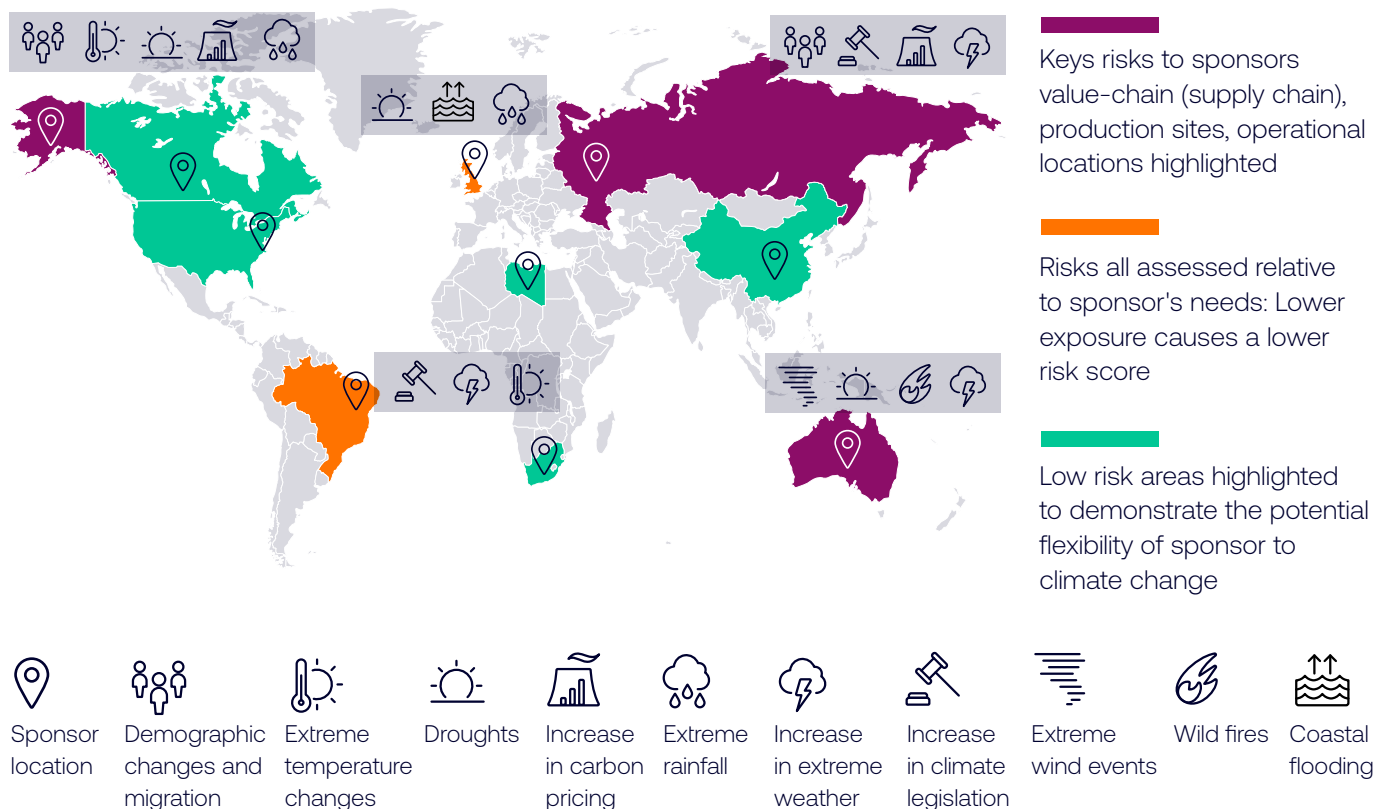 Keys risks to sponsors
value-chain (supply chain),
production sites, operational
locations highlighted
Risks all assessed relative
to sponsor's needs: Lower
exposure causes a lower
risk score
Low risk areas highlighted
to demonstrate the potential
flexibility of sponsor to
climate change
Sponsor
location
Demographic
changes and
migration
Extreme
temperature
changes
Droughts
Increase
in carbon
pricing
Extreme
rainfall
Increase
in extreme
weather
Increase
in climate
legislation
Extreme
wind events
Wild fires
Coastal
flooding